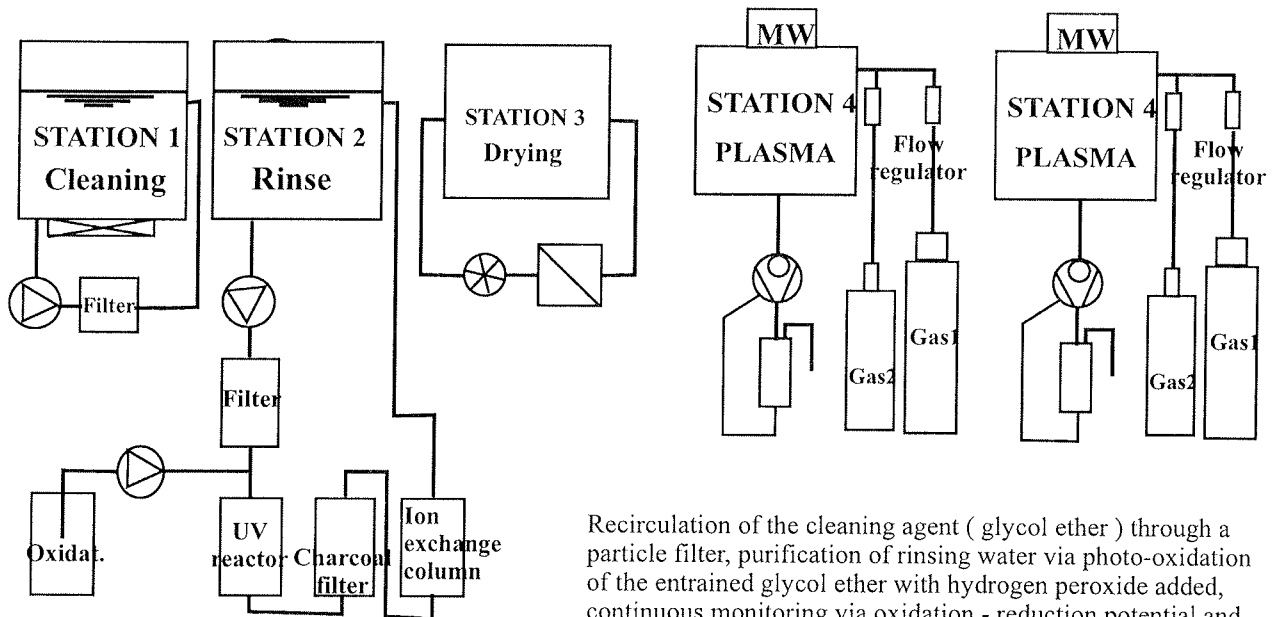 STATION 1
Cleaning
Filter
STATION 2
Rinse
Filter
Oxidat.
UV
reactor
Charcoal
filter
Ion
exchange
column
STATION 3
Drying
MW
STATION 4
PLASMA
Flow
regulator
Gas2
Gas1
MW
STATION 4
PLASMA
Flow
regulator
Gas2
Gas1
Recirculation of the cleaning agent ( glycol ether ) through a
particle filter, purification of rinsing water via photo-oxidation
of the entrained glycol ether with hydrogen peroxide added,
continuous monitoring via oxidation - reduction potential and